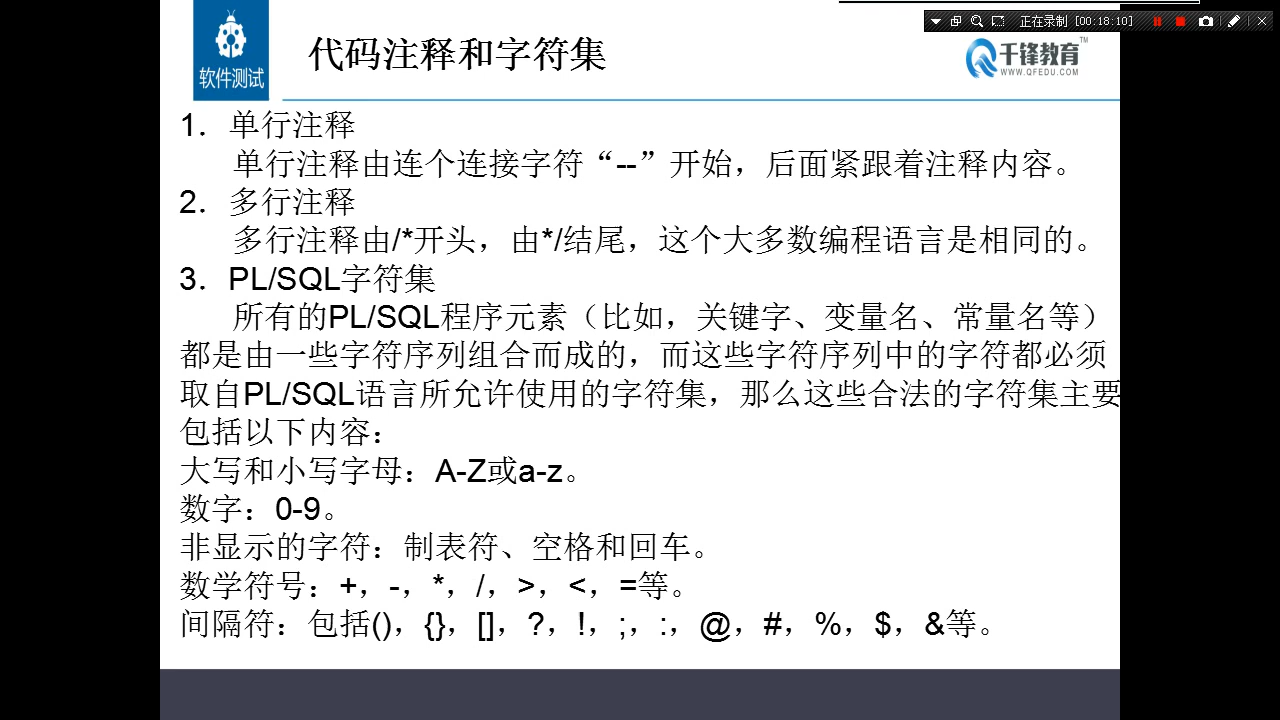 正在录制 [00:18:10]
软件测试
代码注释和字符集
千锋教育™
WWW.QFEDU.COM
1．单行注释
单行注释由连个连接字符“--”开始，后面紧跟着注释内容。
2．多行注释
多行注释由/*开头，由*/结尾，这个大多数编程语言是相同的。
3．PL/SQL字符集
所有的PL/SQL程序元素（比如，关键字、变量名、常量名等）
都是由一些字符序列组合而成的，而这些字符序列中的字符都必须
取自PL/SQL语言所允许使用的字符集，那么这些合法的字符集主要
包括以下内容：
大写和小写字母：A-Z或a-z。
数字：0-9。
非显示的字符：制表符、空格和回车。
数学符号：+，-，*，/，>，<，=等。
间隔符：包括()，{}，[]，?，!，;，:，@，#，%，$，&等。